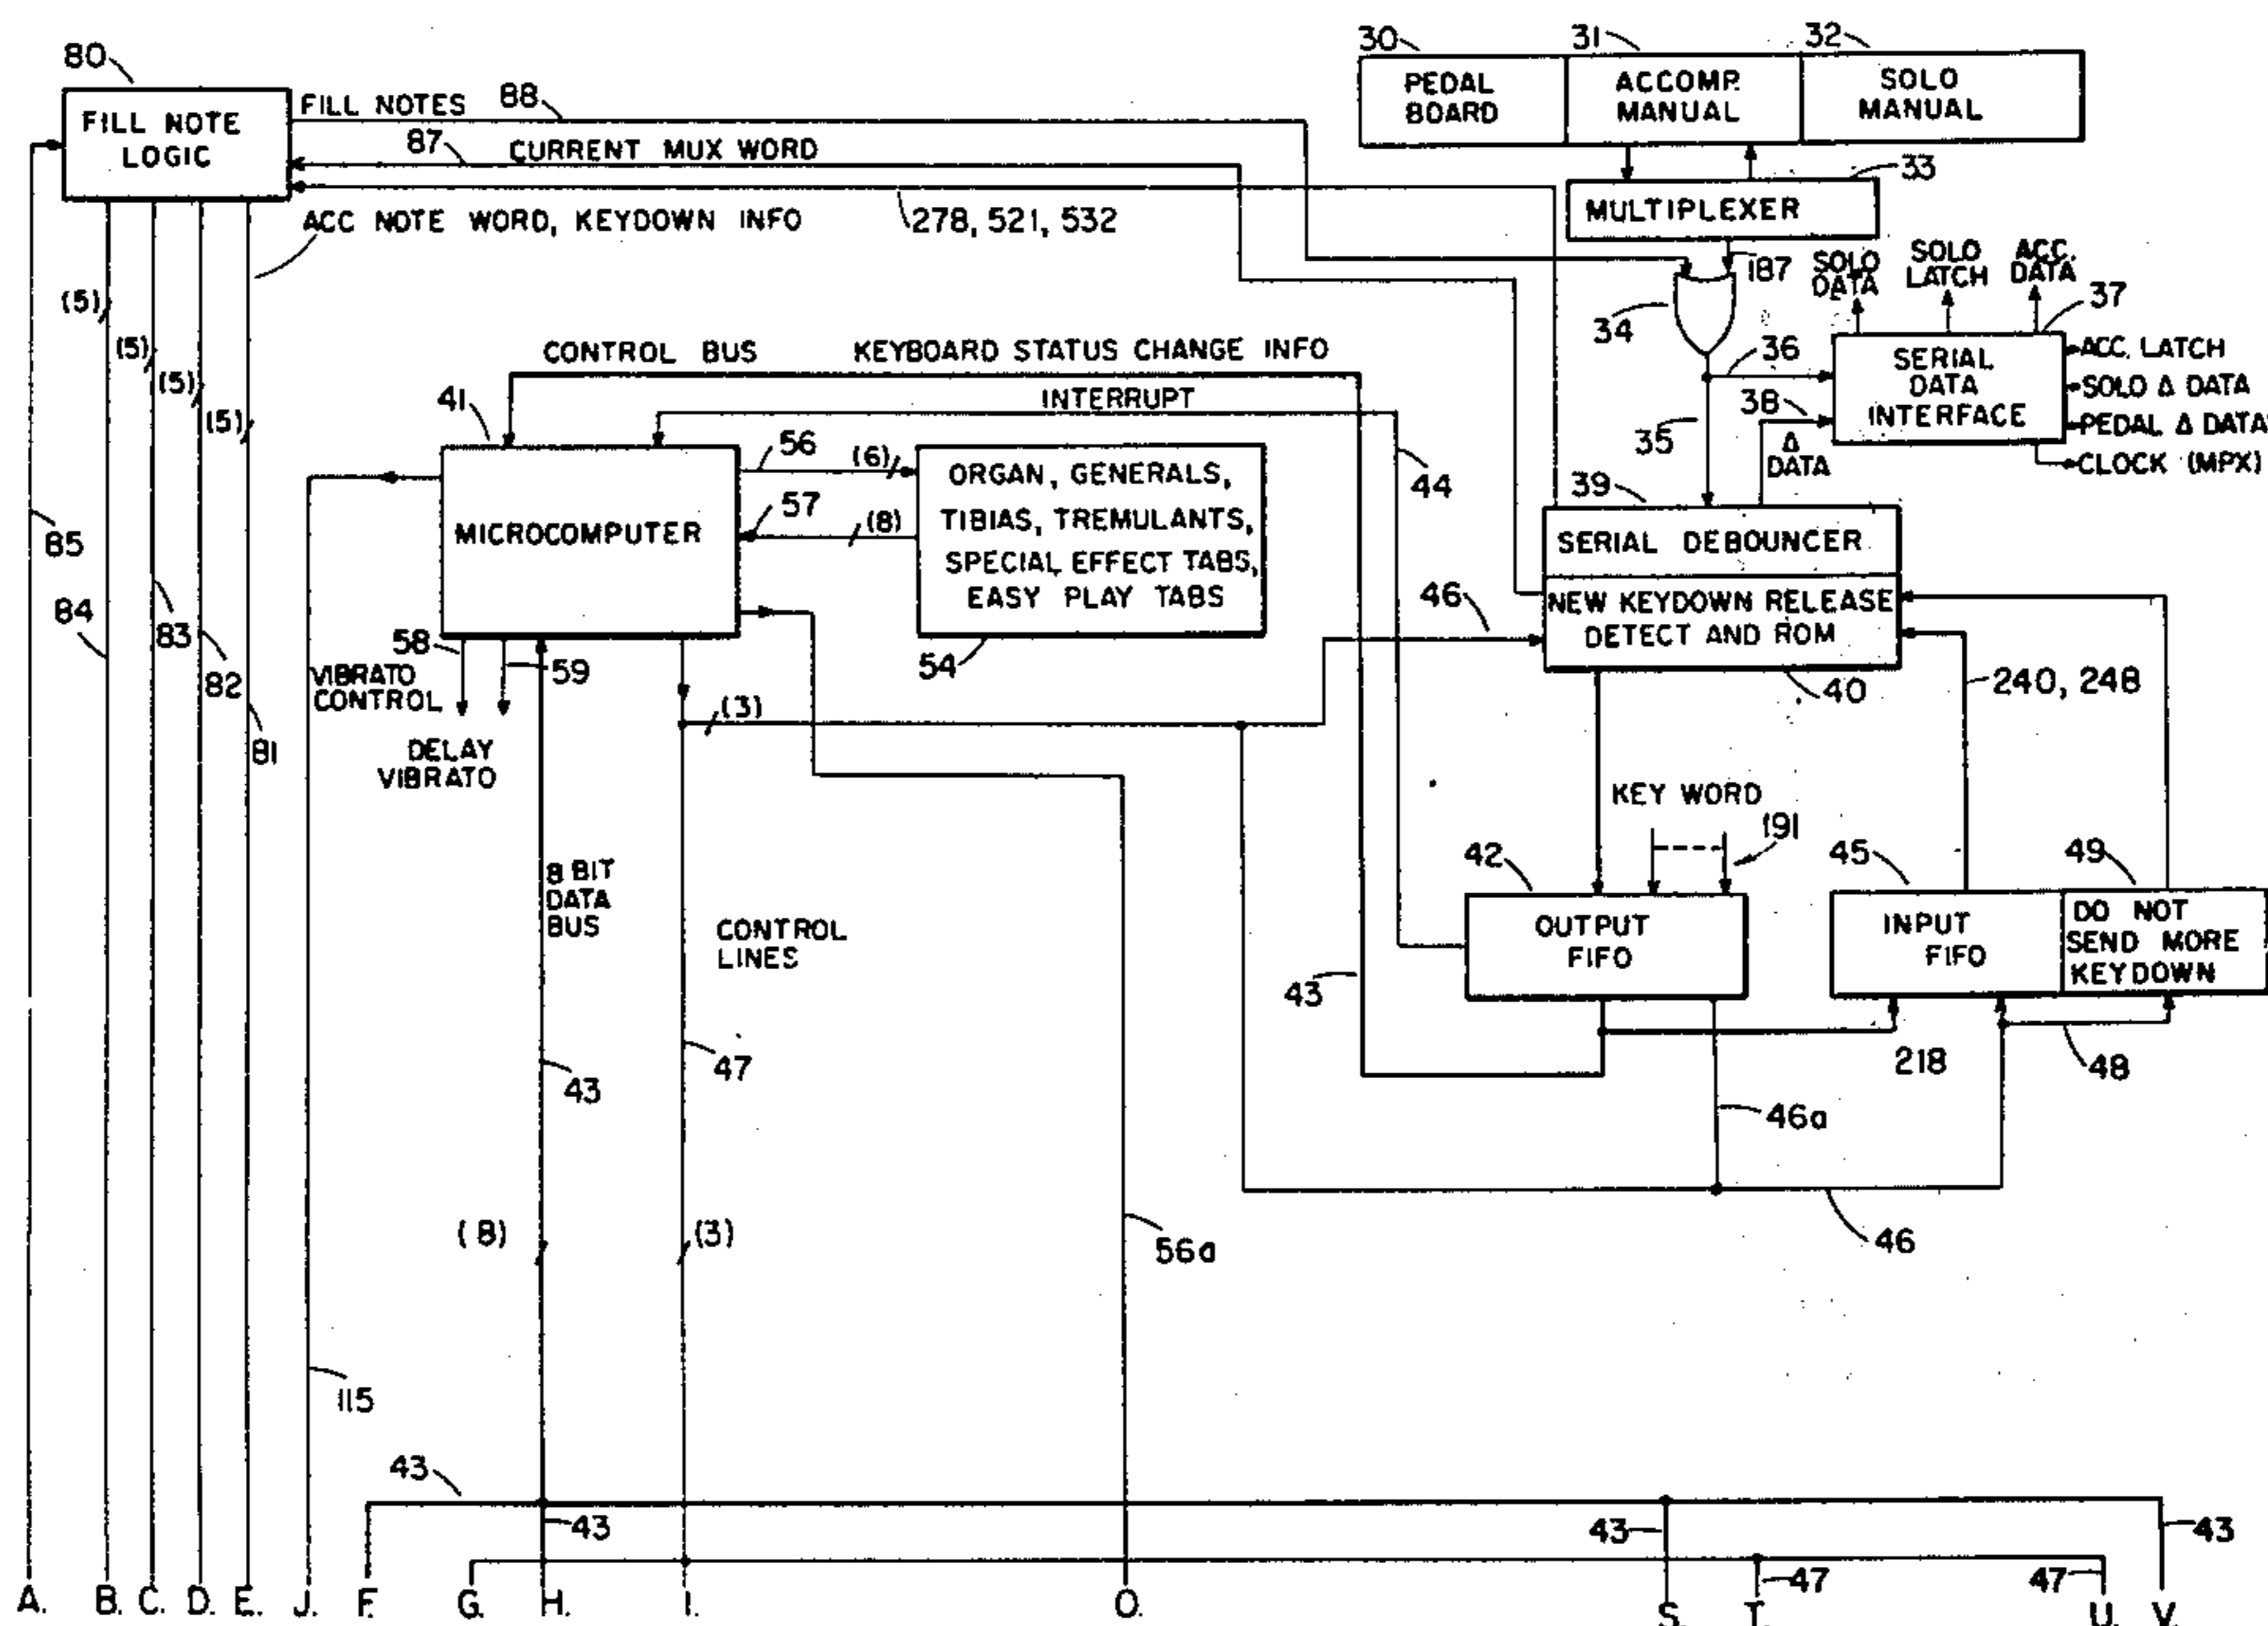 80
FILL NOTE
LOGIC
FILL NOTES
88
87
CURRENT MUX WORD
ACC NOTE WORD, KEYDOWN INFO
278, 521, 532
30
31
32
PEDAL
BOARD
ACCOMP.
MANUAL
SOLO
MANUAL
33
MULTIPLEXER
187
34
SOLO
DATA
SOLO
LATCH
ACC.
DATA
37
36
SERIAL
DATA
INTERFACE
ACC. LATCH
SOLO Δ DATA
PEDAL Δ DATA
CLOCK (MPX)
38
Δ
DATA
35
(5)
(5)
(5)
(5)
CONTROL BUS
KEYBOARD STATUS CHANGE INFO
INTERRUPT
41
MICROCOMPUTER
56
(6)
57
(8)
ORGAN, GENERALS,
TIBIAS, TREMULANTS,
SPECIAL EFFECT TABS,
EASY PLAY TABS
54
44
39
SERIAL DEBOUNCER
NEW KEYDOWN RELEASE
DETECT AND ROM
40
46
240, 248
85
84
83
82
81
58
VIBRATO
CONTROL
59
DELAY
VIBRATO
(3)
KEY WORD
191
42
OUTPUT
FIFO
45
INPUT
FIFO
49
DO NOT
SEND MORE
KEYDOWN
8 BIT
DATA
BUS
CONTROL
LINES
43
43
47
218
48
46a
46
(8)
(3)
56a
115
43
43
43
43
47
47
A.
B.
C.
D.
E.
J.
F.
G.
H.
I.
O.
S.
T.
U.
V.